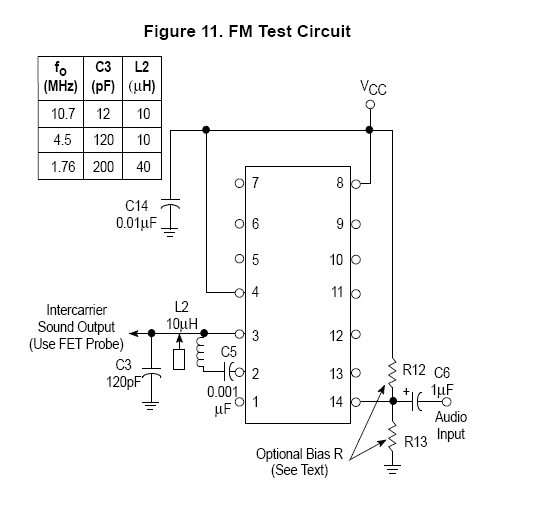 Figure 11. FM Test Circuit
fo C3 L2
(MHz) (pF) (μH)
10.7 12 10
4.5 120 10
1.76 200 40
VCC
C14
0.01μF
7 8
6 9
5 10
4 11
3 12
2 13
1 14
Intercarrier
Sound Output
(Use FET Probe)
L2
10μH
C3
120pF
C5
0.001
μF
R12
C6
+
1μF
Audio
Input
R13
Optional Bias R
(See Text)